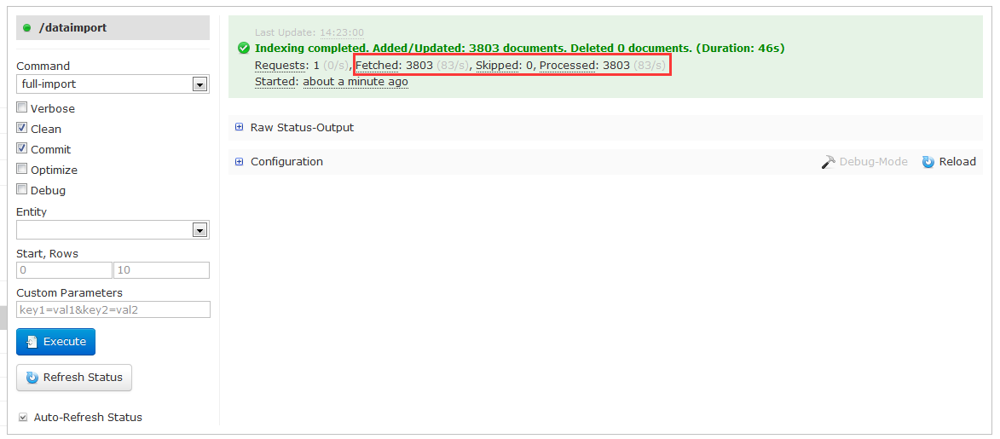 /dataimport
Command
full-import
Verbose
Clean
Commit
Optimize
Debug
Entity
Start, Rows
0 10
Custom Parameters
key1=val1&key2=val2
Execute
Refresh Status
Auto-Refresh Status
Last Update: 14:23:00
Indexing completed. Added/Updated: 3803 documents. Deleted 0 documents. (Duration: 46s)
Requests: 1 (0/s), Fetched: 3803 (83/s), Skipped: 0, Processed: 3803 (83/s)
Started: about a minute ago
Raw Status-Output
Configuration Debug-Mode Reload